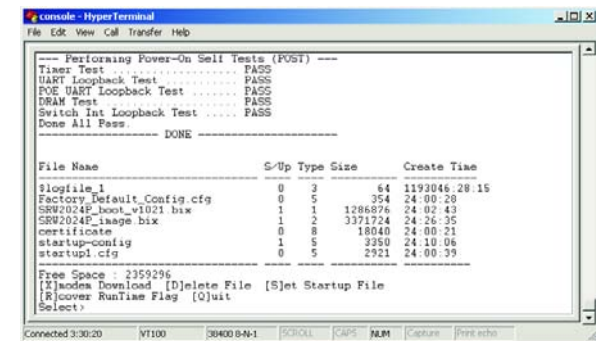 console - HyperTerminal
File Edit View Call Transfer Help
--- Performing Power-On Self Tests (POST) ---
Timer Test .................... PASS
UART Loopback Test ........... PASS
POE UART Loopback Test ....... PASS
DRAM Test .................... PASS
Switch Int Loopback Test ..... PASS
Done All Pass.
------------------ DONE ---------------------
File Name S/Up Type Size Create Time
$logfile_1 0 3 64 1193046:28:15
Factory_Default_Config.cfg 0 5 354 24:00:28
SRW2024P_boot_v1021.bix 1 1 1286876 24:02:43
SRW2024P_image.bix 1 2 3371724 24:26:35
certificate 0 8 18040 24:00:21
startup-config 1 5 3350 24:10:06
startup1.cfg 0 5 2921 24:00:39
Free Space : 2359296
[X]modem Download [D]elete File [S]et Startup File
[R]cover RunTime Flag [Q]uit
Select>
Connected 3:30:20 VT100 38400 8-N-1 SCROLL CAPS NUM Capture Print echo